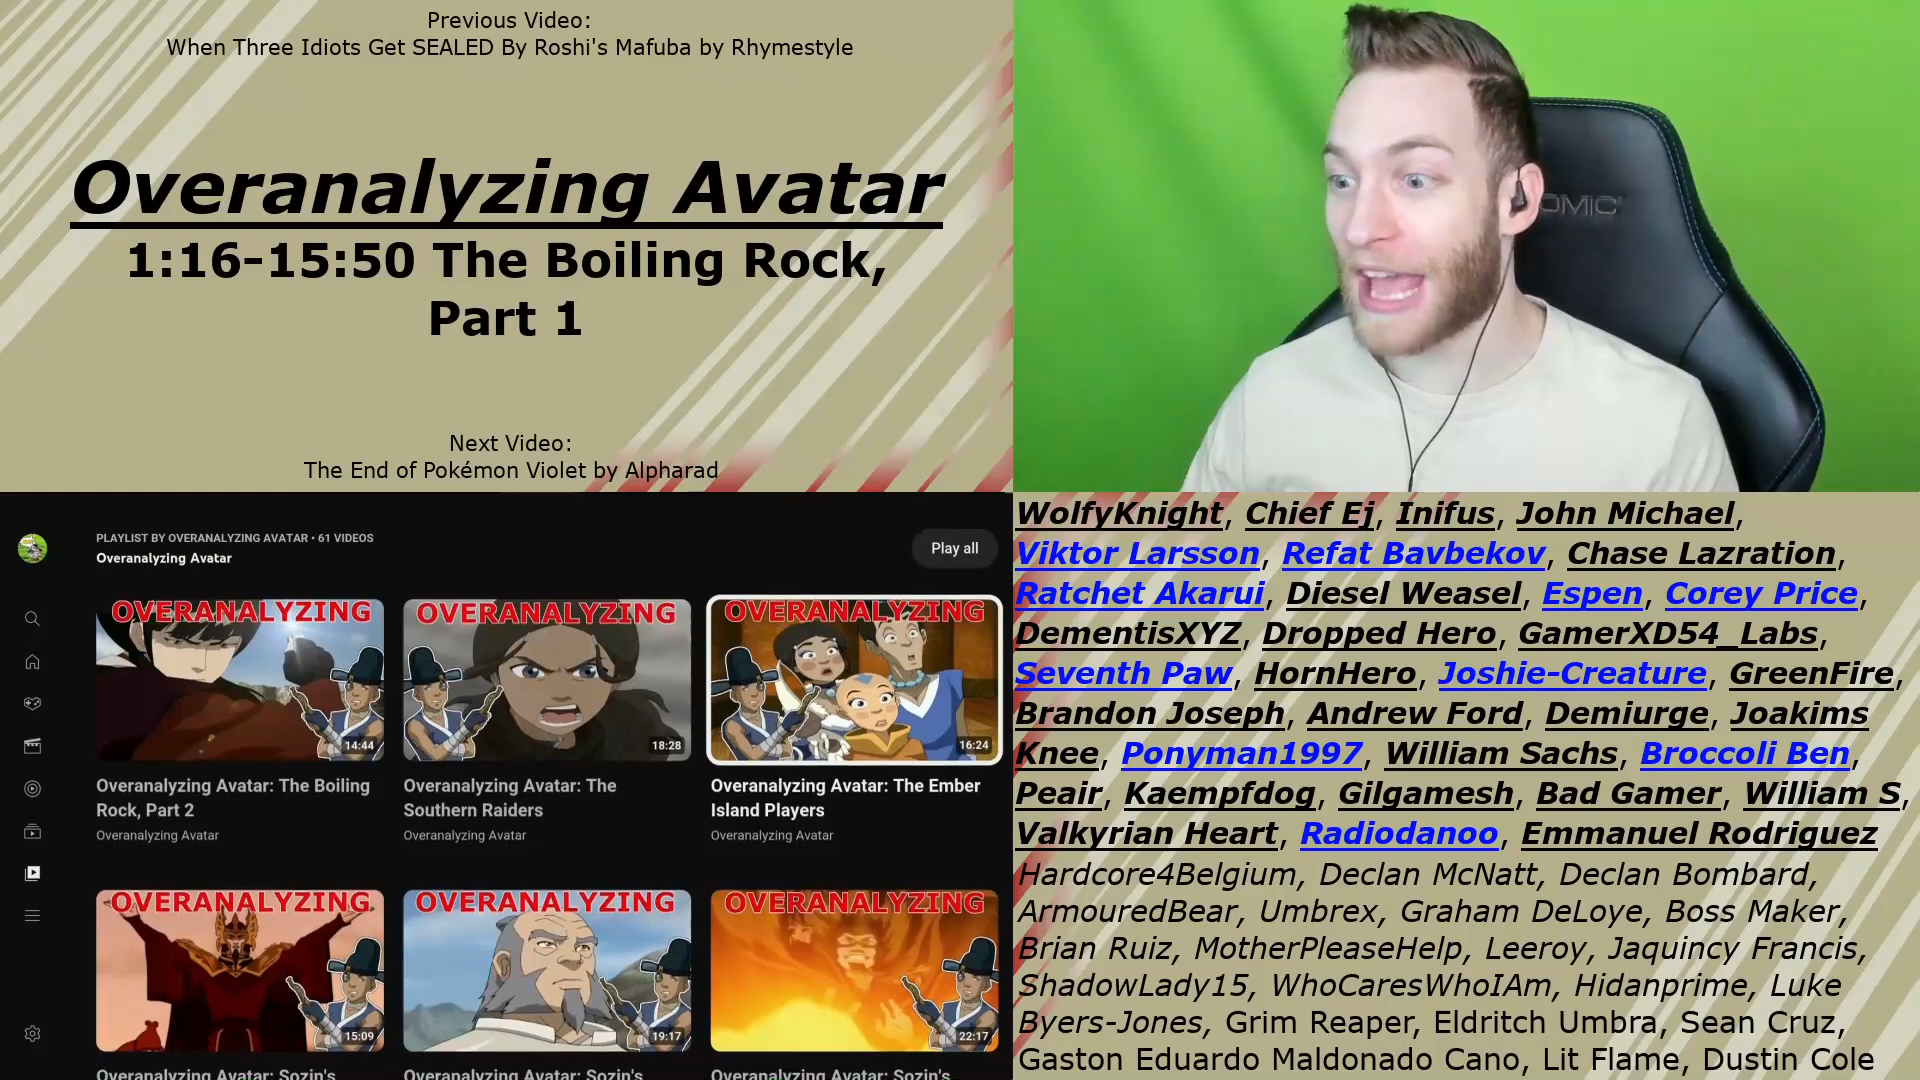 Previous Video:
When Three Idiots Get SEALED By Roshi's Mafuba by Rhymestyle
Overanalyzing Avatar
1:16-15:50 The Boiling Rock,
Part 1
Next Video:
The End of Pokémon Violet by Alpharad
OMIC
PLAYLIST BY OVERANALYZING AVATAR • 61 VIDEOS
Overanalyzing Avatar
Play all
OVERANALYZING
14:44
OVERANALYZING
18:28
OVERANALYZING
16:24
Overanalyzing Avatar: The Boiling
Rock, Part 2
Overanalyzing Avatar
Overanalyzing Avatar: The
Southern Raiders
Overanalyzing Avatar
Overanalyzing Avatar: The Ember
Island Players
Overanalyzing Avatar
OVERANALYZING
15:09
OVERANALYZING
19:17
OVERANALYZING
22:17
Overanalyzing Avatar: Sozin's
Overanalyzing Avatar: Sozin's
Overanalyzing Avatar: Sozin's
WolfyKnight, Chief Ej, Inifus, John Michael,
Viktor Larsson, Refat Bavbekov, Chase Lazration,
Ratchet Akarui, Diesel Weasel, Espen, Corey Price,
DementisXYZ, Dropped Hero, GamerXD54_Labs,
Seventh Paw, HornHero, Joshie-Creature, GreenFire,
Brandon Joseph, Andrew Ford, Demiurge, Joakims
Knee, Ponyman1997, William Sachs, Broccoli Ben,
Peair, Kaempfdog, Gilgamesh, Bad Gamer, William S,
Valkyrian Heart, Radiodanoo, Emmanuel Rodriguez
Hardcore4Belgium, Declan McNatt, Declan Bombard,
ArmouredBear, Umbrex, Graham DeLoye, Boss Maker,
Brian Ruiz, MotherPleaseHelp, Leeroy, Jaquincy Francis,
ShadowLady15, WhoCaresWhoIAm, Hidanprime, Luke
Byers-Jones, Grim Reaper, Eldritch Umbra, Sean Cruz,
Gaston Eduardo Maldonado Cano, Lit Flame, Dustin Cole